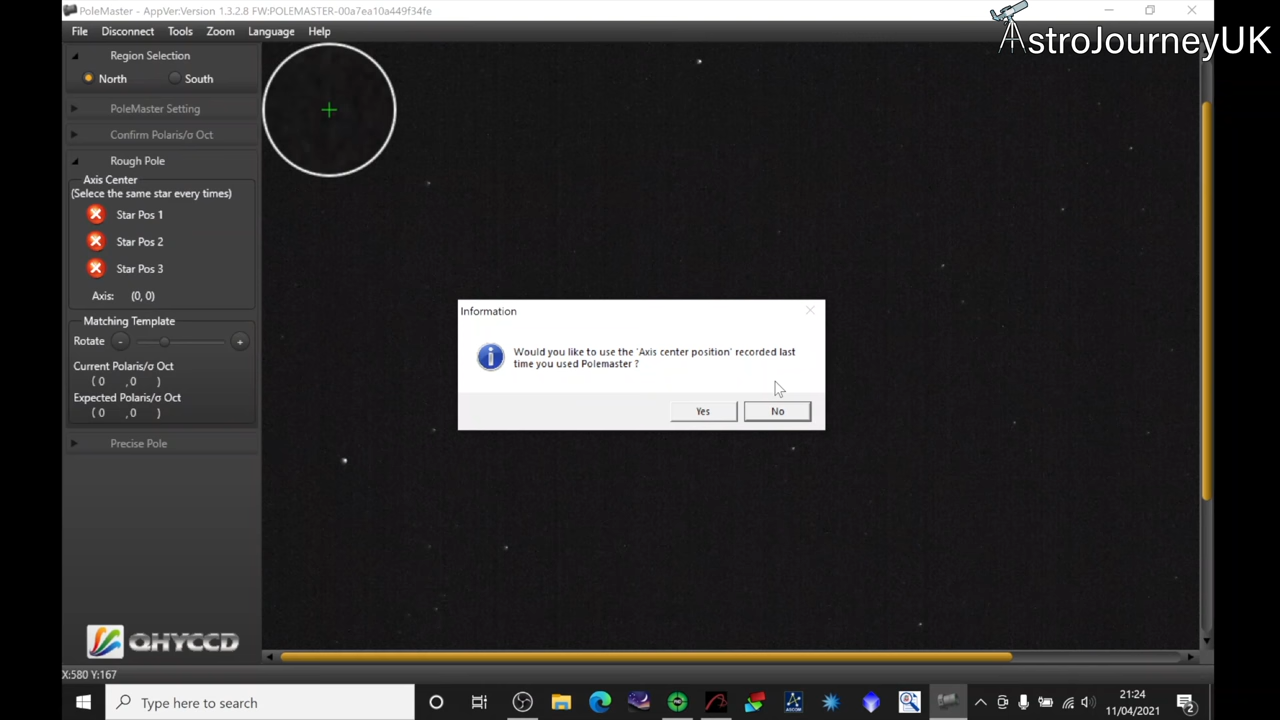 PoleMaster - AppVer:Version 1.3.2.8 FW:POLEMASTER-00a7ea10a449f34fe
AstroJourneyUK
File Disconnect Tools Zoom Language Help
Region Selection
North South
PoleMaster Setting
Confirm Polaris/σ Oct
Rough Pole
Axis Center
(Selece the same star every times)
Star Pos 1
Star Pos 2
Star Pos 3
Axis: (0, 0)
Matching Template
Rotate - +
Current Polaris/σ Oct
( 0 , 0 )
Expected Polaris/σ Oct
( 0 , 0 )
Precise Pole
Information
Would you like to use the 'Axis center position' recorded last
time you used Polemaster ?
Yes No
QHYCCD
X:580 Y:167
Type here to search
ASCOM
21:24
11/04/2021
2